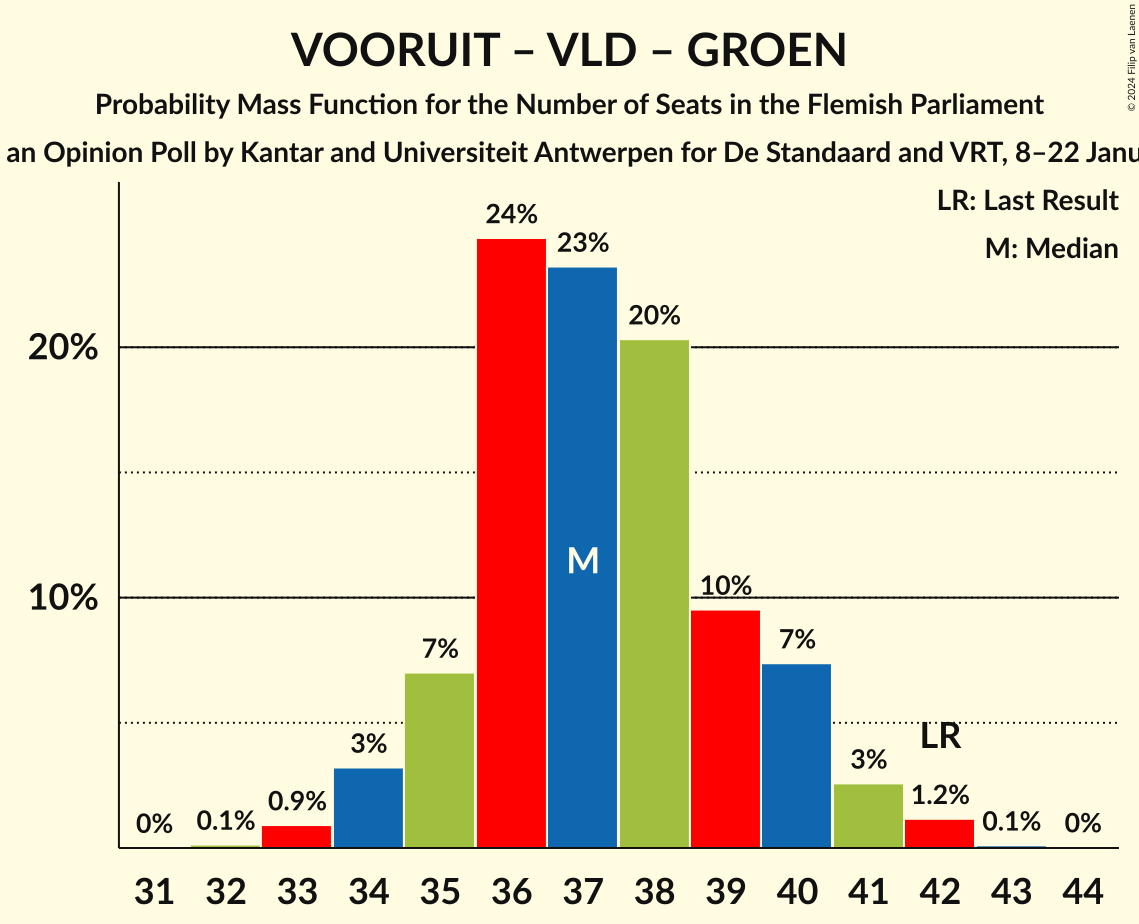 VOORUIT – VLD – GROEN
Probability Mass Function for the Number of Seats in the Flemish Parliament
an Opinion Poll by Kantar and Universiteit Antwerpen for De Standaard and VRT, 8–22 Janu
© 2024 Filip van Laenen
LR: Last Result
M: Median
24%
23%
20%
20%
M
10%
10%
7%
7%
LR
3%
3%
0.9%
1.2%
0%
0.1%
0.1%
0%
31 32 33 34 35 36 37 38 39 40 41 42 43 44